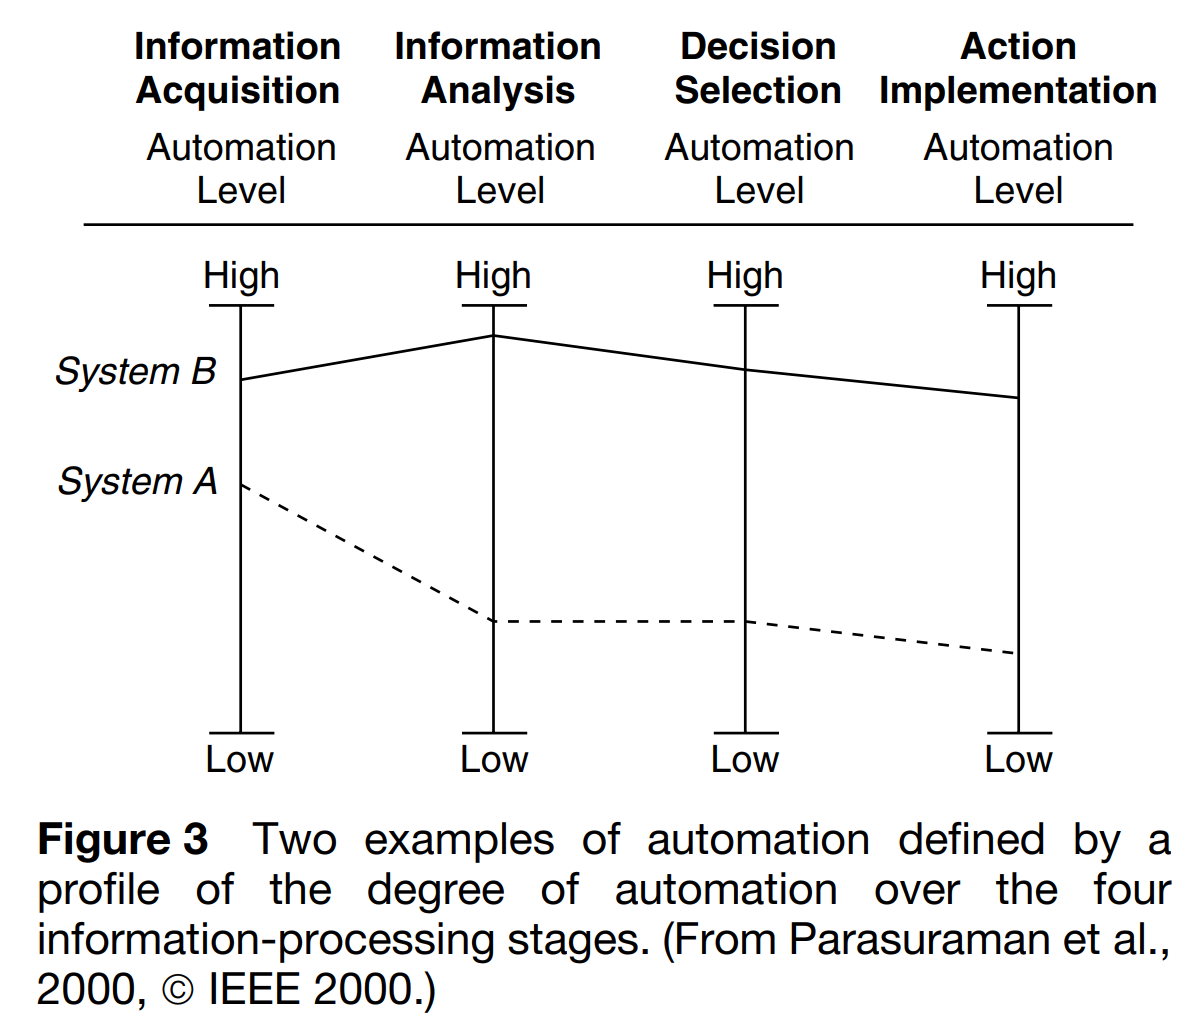 Information Information Decision Action
Acquisition Analysis Selection Implementation
Automation Automation Automation Automation
Level Level Level Level
High High High High
System B
System A
Low Low Low Low
Figure 3 Two examples of automation defined by a
profile of the degree of automation over the four
information-processing stages. (From Parasuraman et al.,
2000, © IEEE 2000.)